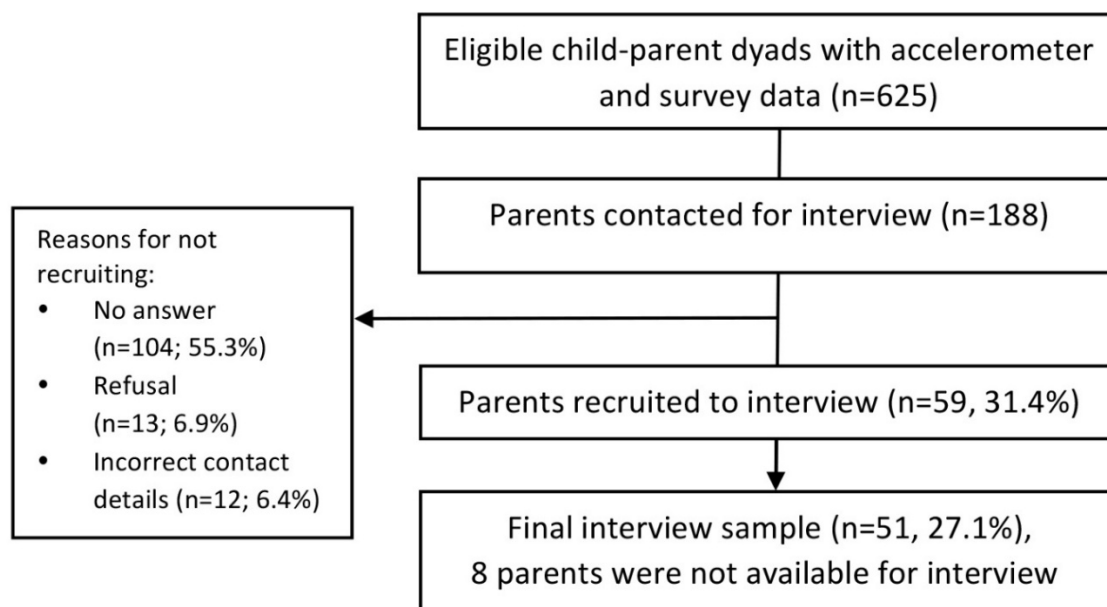 Eligible child-parent dyads with accelerometer
and survey data (n=625)
Parents contacted for interview (n=188)
Reasons for not
recruiting:
• No answer
(n=104; 55.3%)
• Refusal
(n=13; 6.9%)
• Incorrect contact
details (n=12; 6.4%)
Parents recruited to interview (n=59, 31.4%)
Final interview sample (n=51, 27.1%),
8 parents were not available for interview